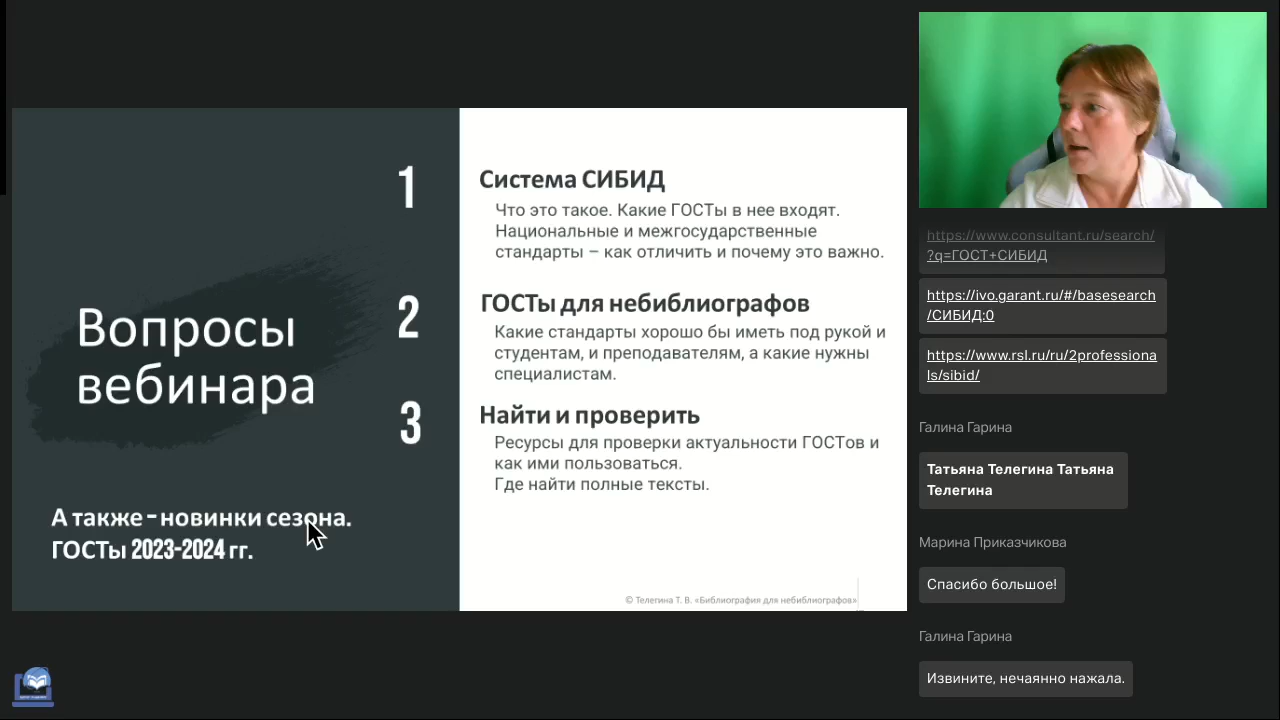 Вопросы
вебинара
А также - новинки сезона.
ГОСТы 2023-2024 гг.
1
Система СИБИД
Что это такое. Какие ГОСТы в нее входят.
Национальные и межгосударственные
стандарты – как отличить и почему это важно.
2
ГОСТы для небиблиографов
Какие стандарты хорошо бы иметь под рукой и
студентам, и преподавателям, а какие нужны
специалистам.
3
Найти и проверить
Ресурсы для проверки актуальности ГОСТов и
как ими пользоваться.
Где найти полные тексты.
© Телегина Т. В. «Библиография для небиблиографов»
https://www.consultant.ru/search/
?q=ГОСТ+СИБИД
https://ivo.garant.ru/#/basesearch
/СИБИД:0
https://www.rsl.ru/ru/2professiona
ls/sibid/
Галина Гарина
Татьяна Телегина Татьяна
Телегина
Марина Приказчикова
Спасибо большое!
Галина Гарина
Извините, нечаянно нажала.